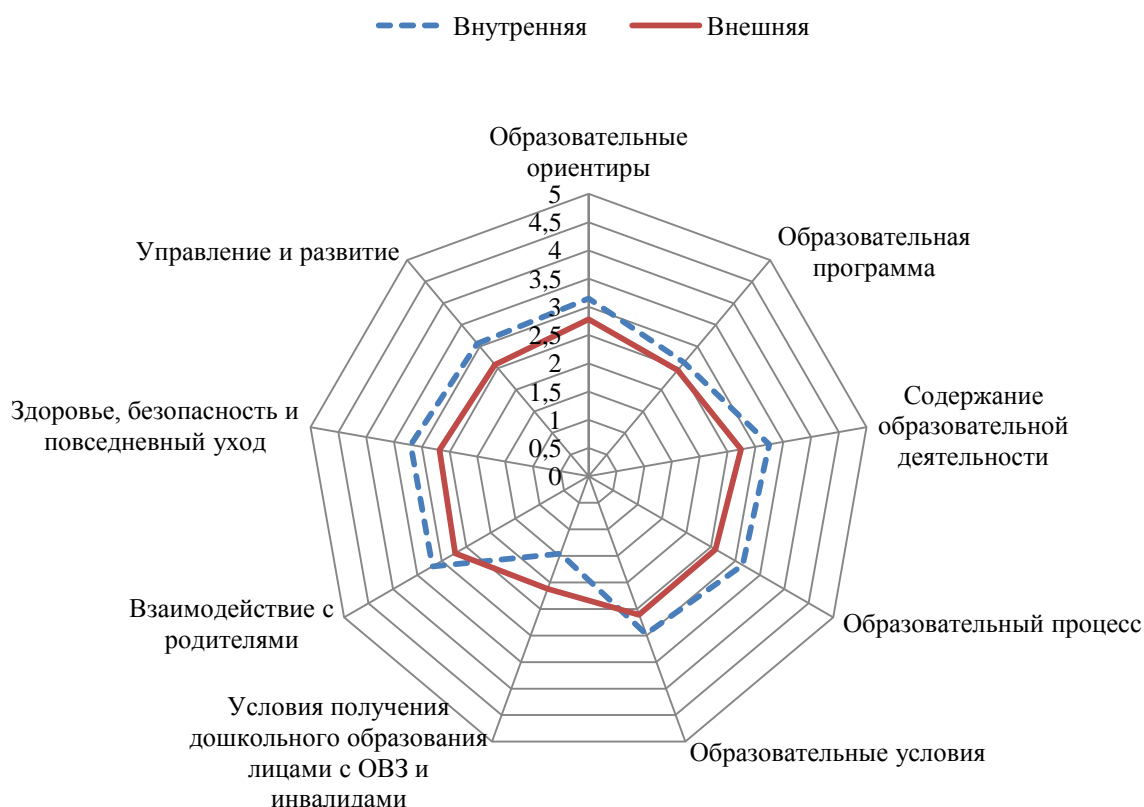 Внутренняя
Внешняя
Образовательные
ориентиры
5
4,5
4
3,5
3
2,5
2
1,5
1
0,5
0
Образовательная
программа
Содержание
образовательной
деятельности
Образовательный процесс
Образовательные условия
Условия получения
дошкольного образования
лицами с ОВЗ и
инвалидами
Взаимодействие с
родителями
Здоровье, безопасность и
повседневный уход
Управление и развитие